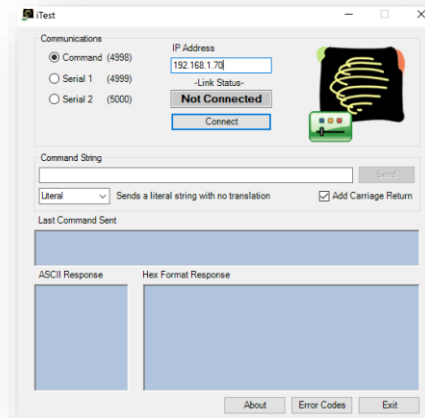 iTest
Communications
Command (4998)
Serial 1 (4999)
Serial 2 (5000)
IP Address
192.168.1.70
-Link Status-
Not Connected
Connect
Command String
Send
Literal
Sends a literal string with no translation
Add Carriage Return
Last Command Sent
ASCII Response
Hex Format Response
About
Error Codes
Exit